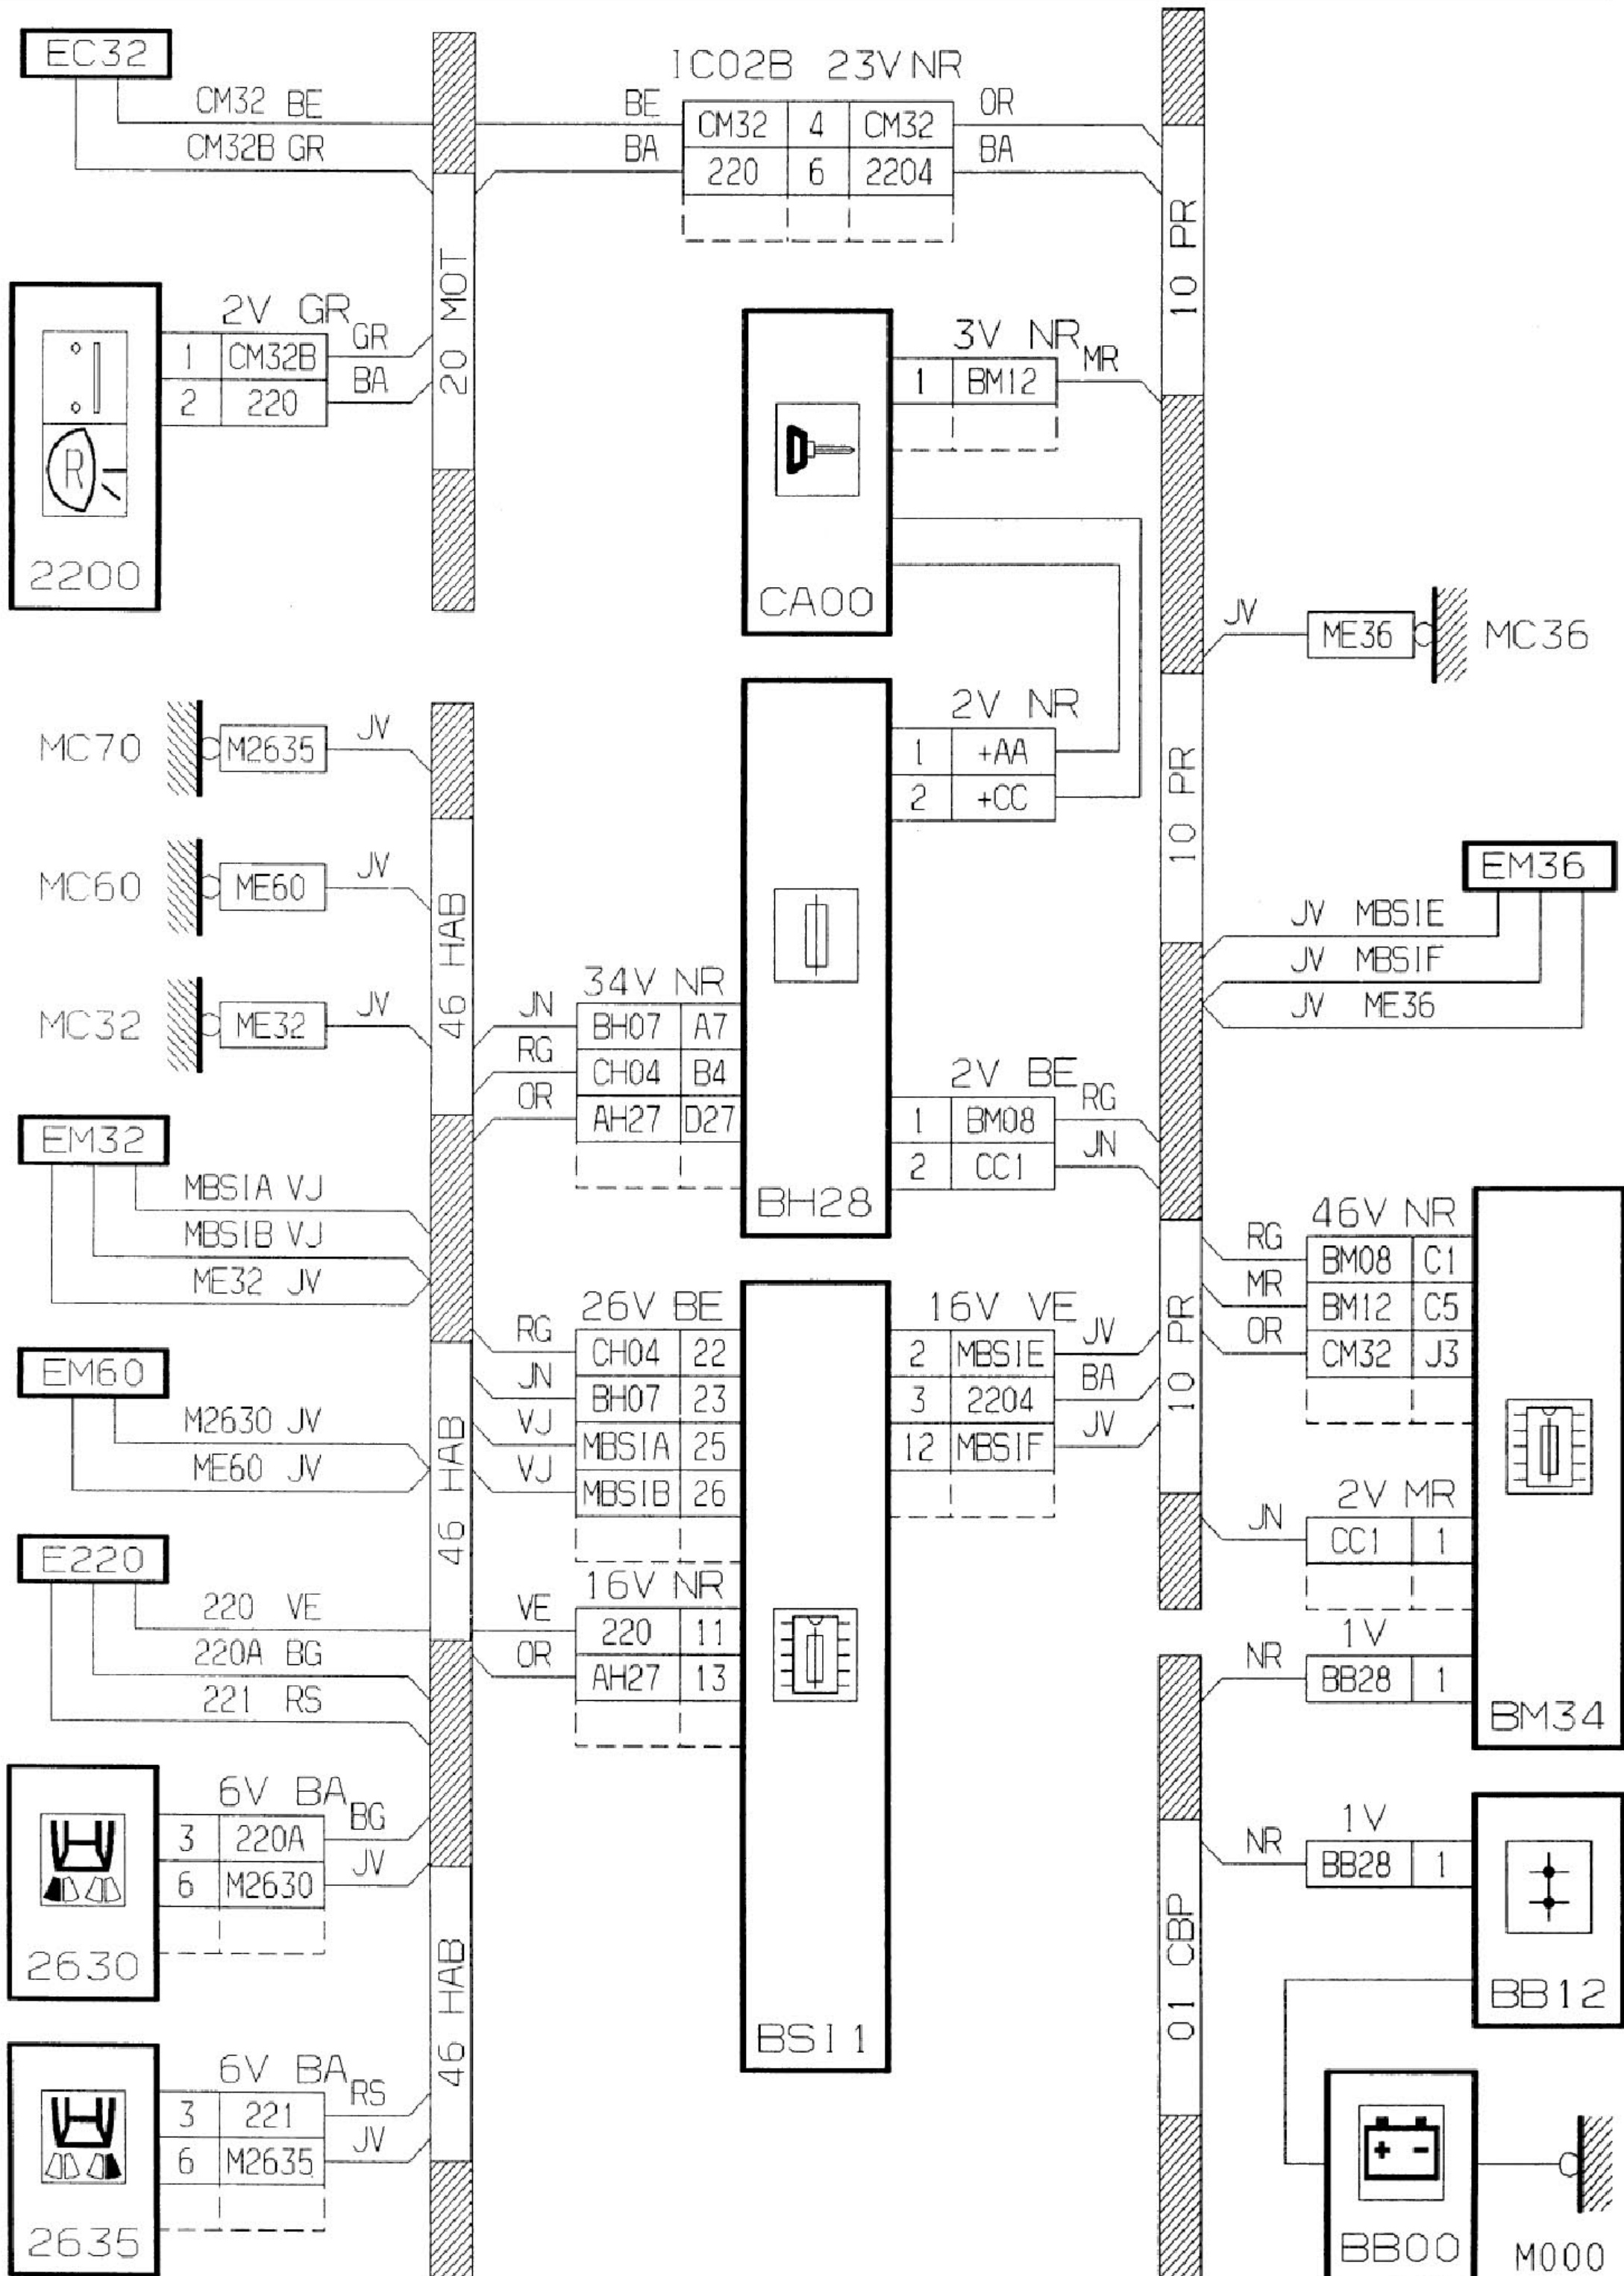 EC32
CM32 BE
CM32B GR
1C02B 23V NR
BE CM32 4 CM32 OR
BA 220 6 2204 BA
20 MOT
10 PR
2V GR
1 CM32B GR
2 220 BA
2200
3V NR
1 BM12 MR
CA00
JV ME36 MC36
MC70 M2635 JV
MC60 ME60 JV
MC32 ME32 JV
46 HAB
2V NR
1 +AA
2 +CC
10 PR
EM36
JV MBSIE
JV MBSIF
JV ME36
34V NR
JN BH07 A7
RG CH04 B4
OR AH27 D27
2V BE
1 BM08 RG
2 CC1 JN
BH28
EM32
MBSIA VJ
MBSIB VJ
ME32 JV
46V NR
RG BM08 C1
MR BM12 C5
OR CM32 J3
26V BE
RG CH04 22
JN BH07 23
VJ MBSIA 25
VJ MBSIB 26
16V VE
2 MBSIE JV
3 2204 BA
12 MBSIF JV
10 PR
EM60
M2630 JV
ME60 JV
46 HAB
2V MR
JN CC1 1
E220
220 VE
220A BG
221 RS
16V NR
VE 220 11
OR AH27 13
1V
NR BB28 1
BM34
6V BA
3 220A BG
6 M2630 JV
2630
46 HAB
1V
NR BB28 1
BB12
01 CBP
BSI1
6V BA
3 221 RS
6 M2635 JV
2635
+ -
BB00
M000
R